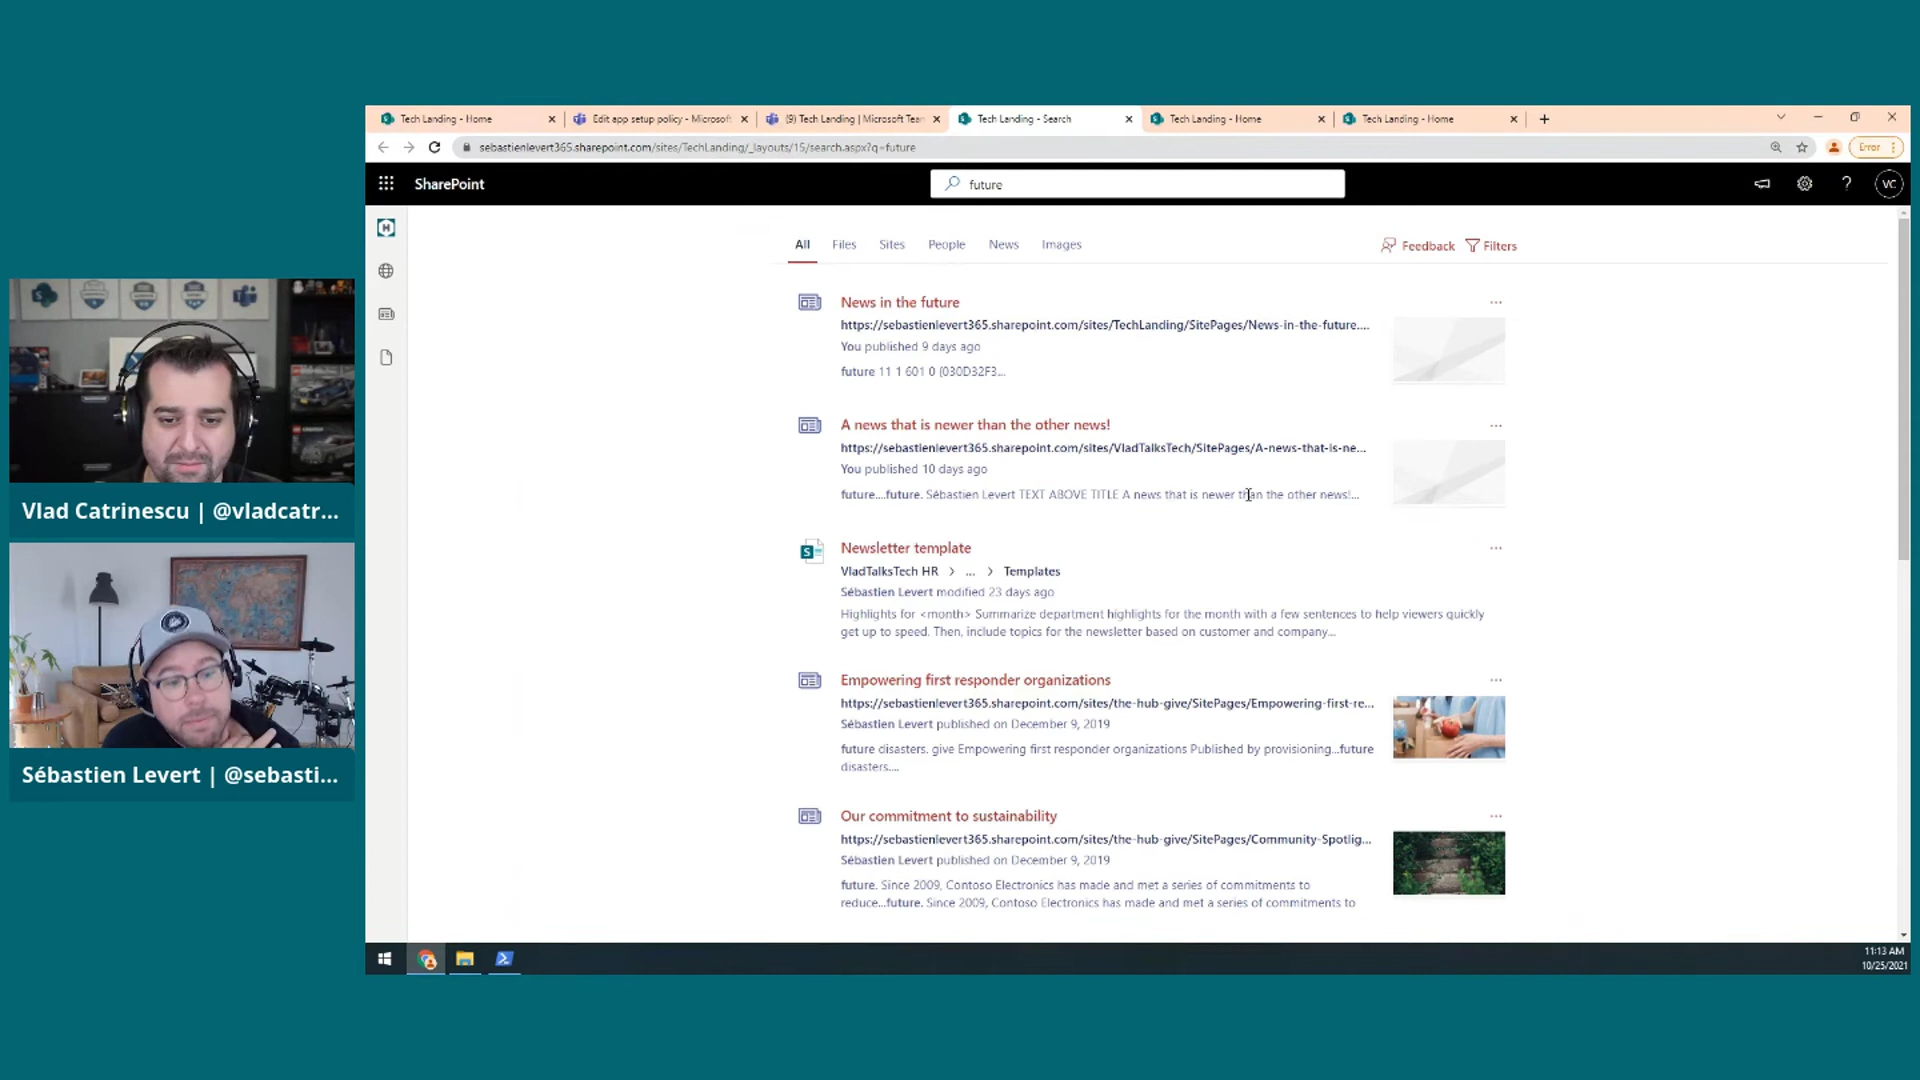 Tech Landing - Home
Edit app setup policy - Microsoft
(9) Tech Landing | Microsoft Team
Tech Landing - Search
Tech Landing - Home
Tech Landing - Home
sebastienlevert365.sharepoint.com/sites/TechLanding/_layouts/15/search.aspx?q=future
Error
SharePoint
future
VC
H
All
Files
Sites
People
News
Images
Feedback
Filters
News in the future
https://sebastienlevert365.sharepoint.com/sites/TechLanding/SitePages/News-in-the-future....
You published 9 days ago
future 11 1 601 0 {030D32F3...
A news that is newer than the other news!
https://sebastienlevert365.sharepoint.com/sites/VladTalksTech/SitePages/A-news-that-is-ne...
You published 10 days ago
future....future. Sébastien Levert TEXT ABOVE TITLE A news that is newer than the other news!...
Newsletter template
VladTalksTech HR > ... > Templates
Sébastien Levert modified 23 days ago
Highlights for <month> Summarize department highlights for the month with a few sentences to help viewers quickly
get up to speed. Then, include topics for the newsletter based on customer and company...
Empowering first responder organizations
https://sebastienlevert365.sharepoint.com/sites/the-hub-give/SitePages/Empowering-first-re...
Sébastien Levert published on December 9, 2019
future disasters. give Empowering first responder organizations Published by provisioning...future
disasters....
Our commitment to sustainability
https://sebastienlevert365.sharepoint.com/sites/the-hub-give/SitePages/Community-Spotlig...
Sébastien Levert published on December 9, 2019
future. Since 2009, Contoso Electronics has made and met a series of commitments to
reduce...future. Since 2009, Contoso Electronics has made and met a series of commitments to
11:13 AM
10/25/2021
Vlad Catrinescu | @vladcatr...
Sébastien Levert | @sebasti...